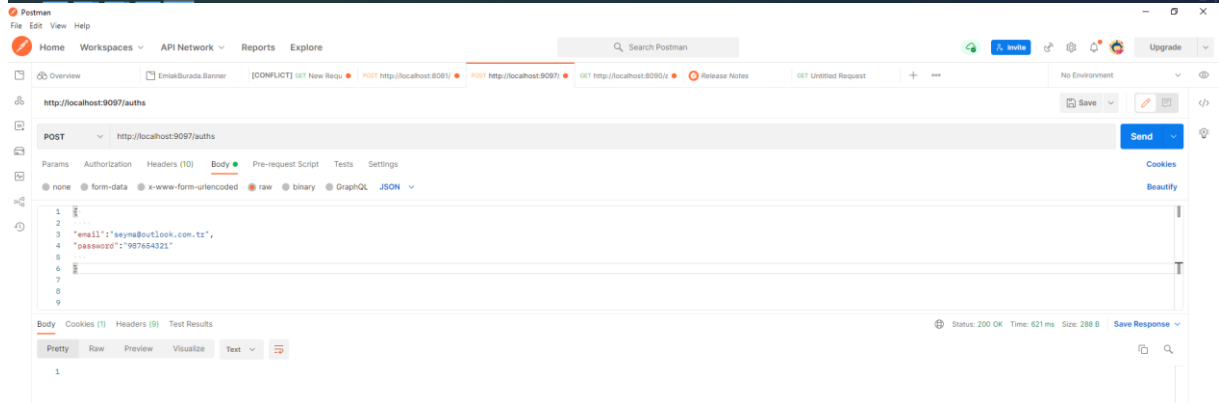 Postman
File Edit View Help
Home Workspaces API Network Reports Explore Search Postman Invite Upgrade
Overview EmlakBurada.Banner [CONFLICT] GET New Requ POST http://localhost:8081/ POST http://localhost:9097/ GET http://localhost:8090/ Release Notes GET Untitled Request No Environment
http://localhost:9097/auths Save
POST http://localhost:9097/auths Send
Params Authorization Headers (10) Body Pre-request Script Tests Settings Cookies
none form-data x-www-form-urlencoded raw binary GraphQL JSON Beautify
1 {
2
3 "email":"seyma@outlook.com.tr",
4 "password":"987654321"
5
6 }
7
8
9
Body Cookies (1) Headers (9) Test Results Status: 200 OK Time: 621 ms Size: 288 B Save Response
Pretty Raw Preview Visualize Text
1